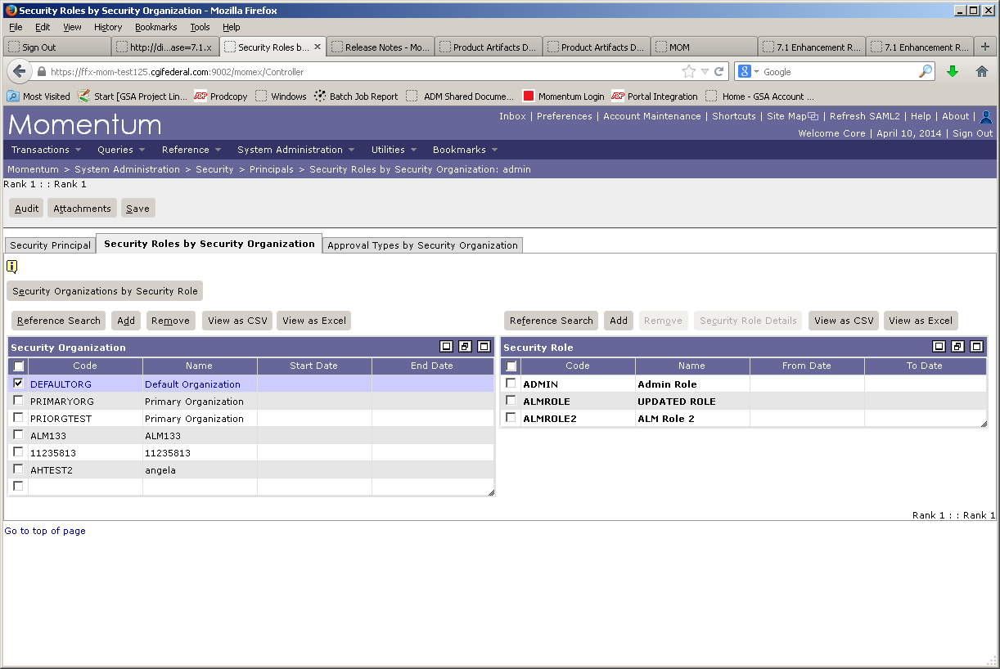 Security Roles by Security Organization - Mozilla Firefox
File Edit View History Bookmarks Tools Help
Sign Out http://di...ase=7.1.x Security Roles b... Release Notes - Mo... Product Artifacts D... Product Artifacts D... MOM 7.1 Enhancement R... 7.1 Enhancement R...
https://ffx-mom-test125.cgifederal.com:9002/momex/Controller Google
Most Visited Start [GSA Project Lin... Prodcopy Windows Batch Job Report ADM Shared Docume... Momentum Login Portal Integration Home - GSA Account ...
Momentum
Inbox | Preferences | Account Maintenance | Shortcuts | Site Map | Refresh SAML2 | Help | About |
Welcome Core | April 10, 2014 | Sign Out
Transactions Queries Reference System Administration Utilities Bookmarks
Momentum > System Administration > Security > Principals > Security Roles by Security Organization: admin
Rank 1 : : Rank 1
Audit Attachments Save
Security Principal Security Roles by Security Organization Approval Types by Security Organization
Security Organizations by Security Role
Reference Search Add Remove View as CSV View as Excel
Security Organization
Code Name Start Date End Date
DEFAULTORG Default Organization
PRIMARYORG Primary Organization
PRIORGTEST Primary Organization
ALM133 ALM133
11235813 11235813
AHTEST2 angela
Reference Search Add Remove Security Role Details View as CSV View as Excel
Security Role
Code Name From Date To Date
ADMIN Admin Role
ALMROLE UPDATED ROLE
ALMROLE2 ALM Role 2
Rank 1 : : Rank 1
Go to top of page